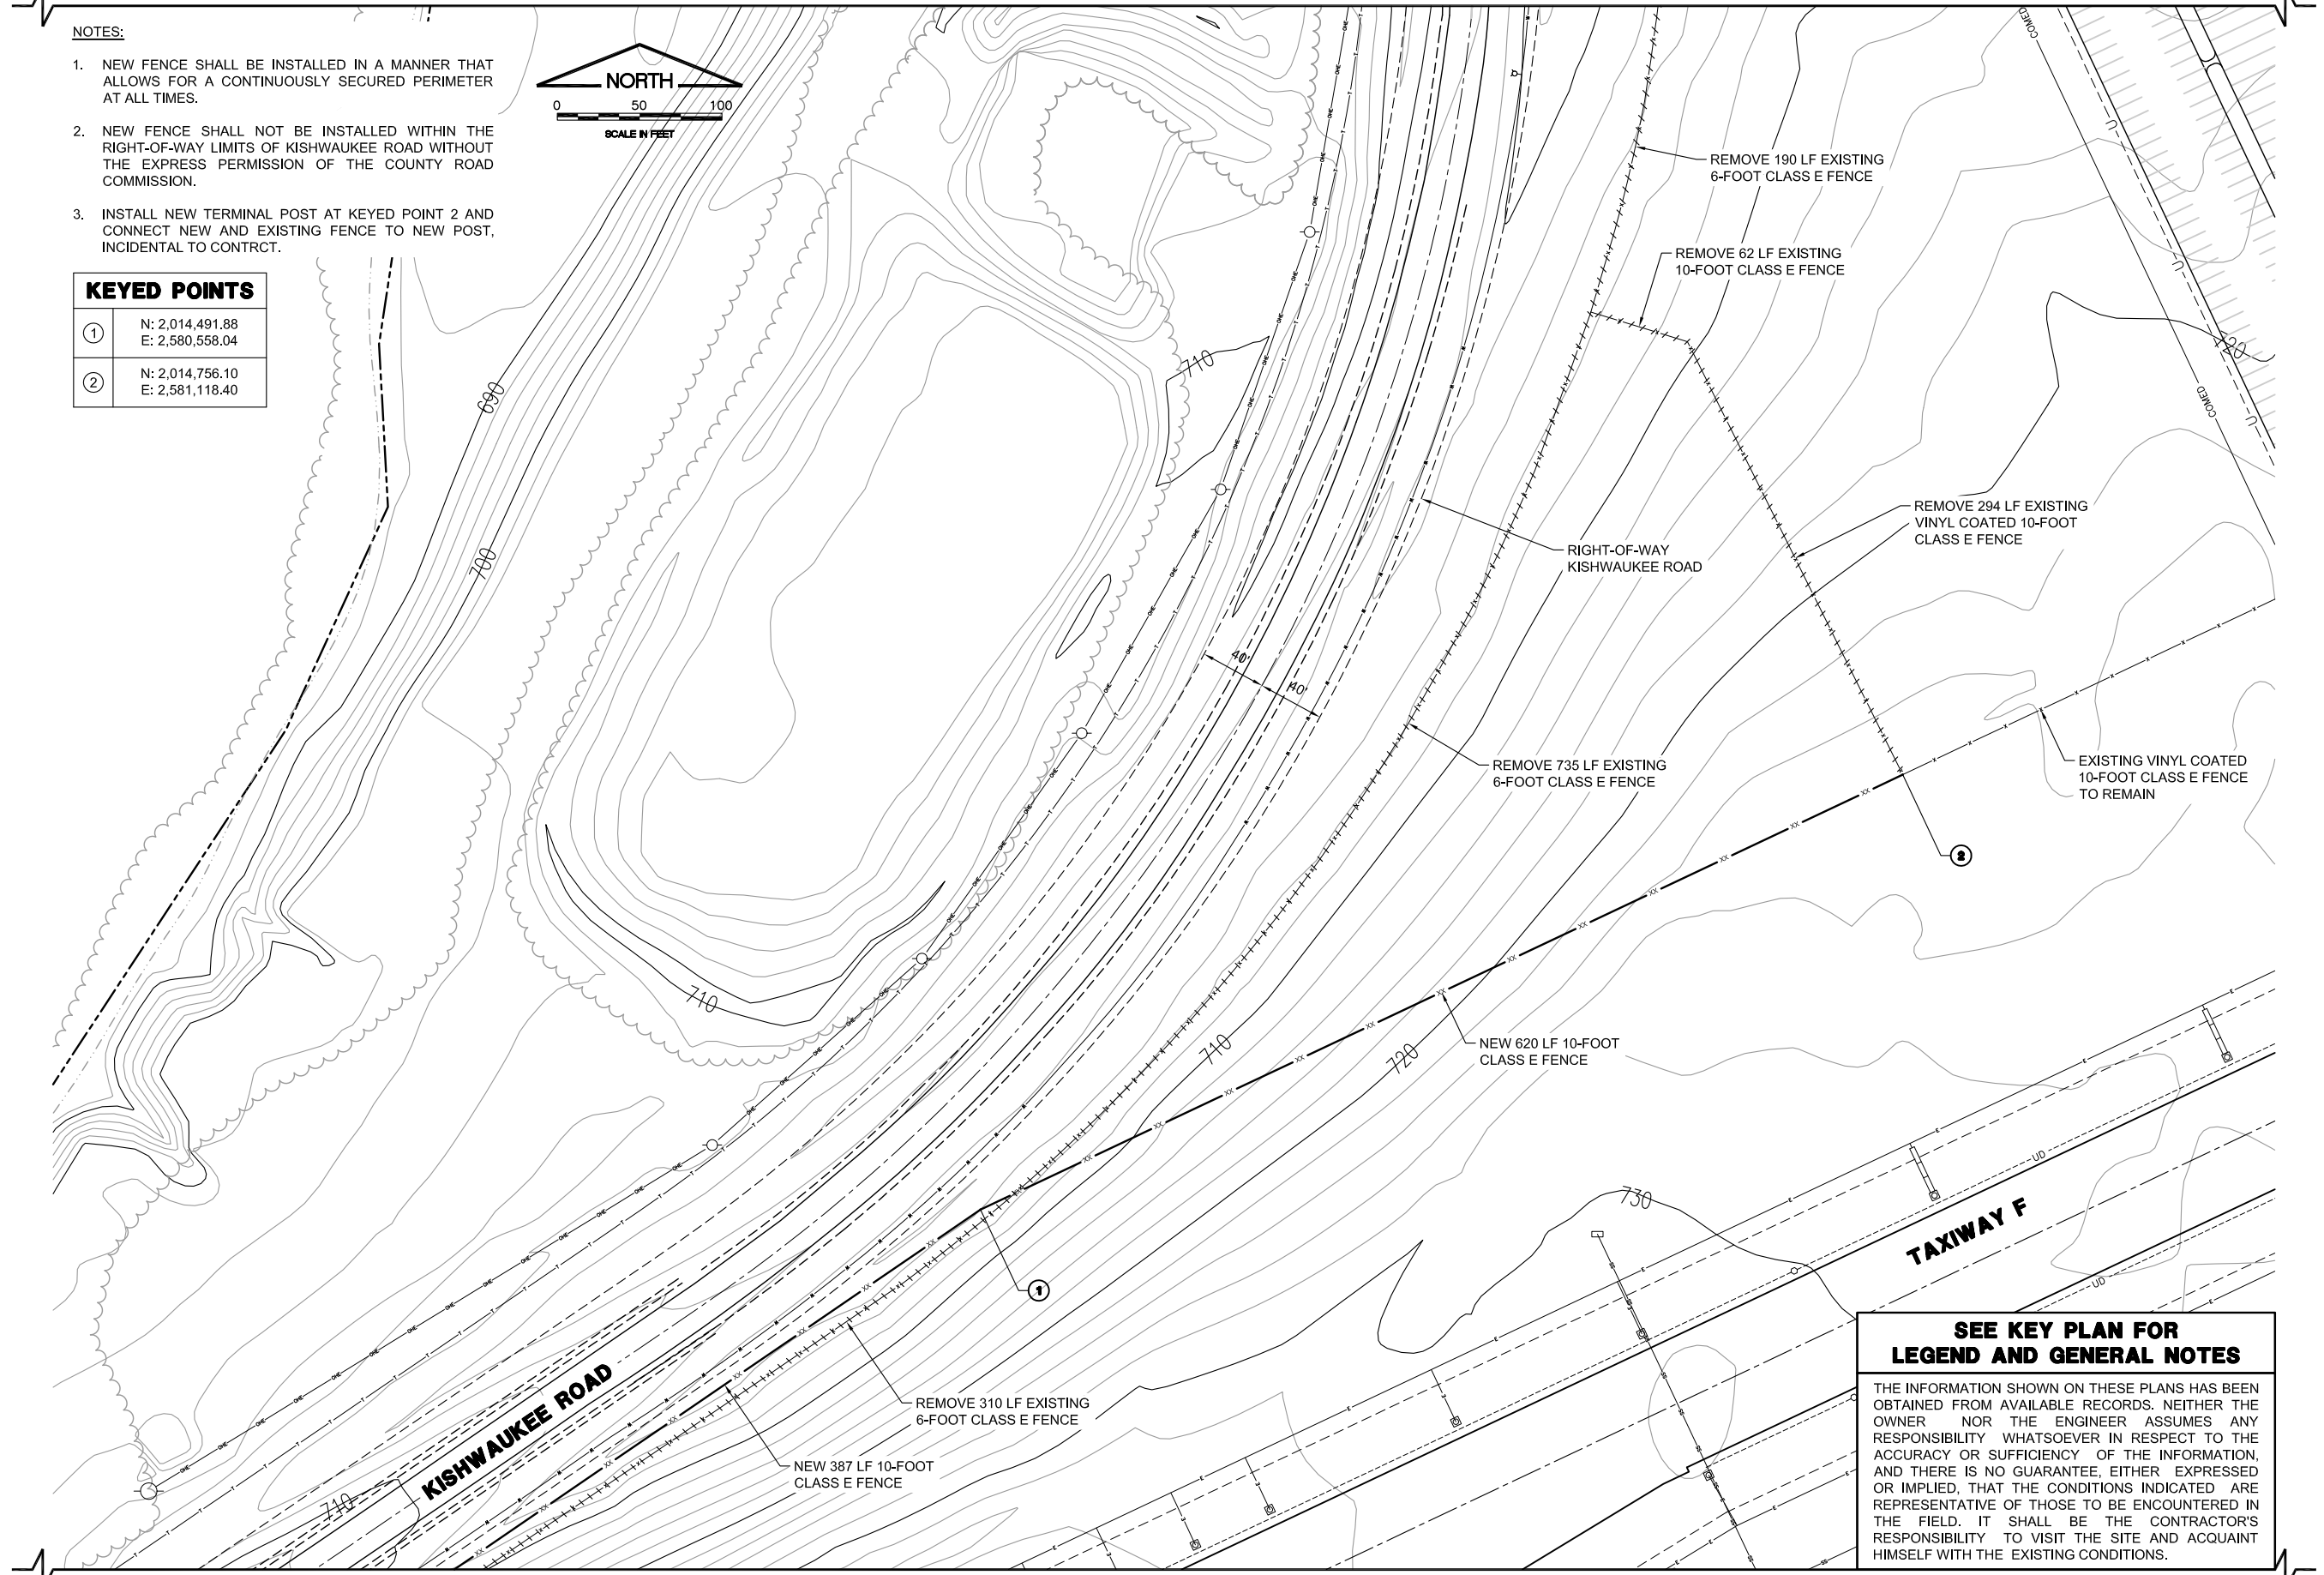 NOTES:
1. NEW FENCE SHALL BE INSTALLED IN A MANNER THAT
ALLOWS FOR A CONTINUOUSLY SECURED PERIMETER
AT ALL TIMES.
2. NEW FENCE SHALL NOT BE INSTALLED WITHIN THE
RIGHT-OF-WAY LIMITS OF KISHWAUKEE ROAD WITHOUT
THE EXPRESS PERMISSION OF THE COUNTY ROAD
COMMISSION.
3. INSTALL NEW TERMINAL POST AT KEYED POINT 2 AND
CONNECT NEW AND EXISTING FENCE TO NEW POST,
INCIDENTAL TO CONTRCT.
KEYED POINTS
1 N: 2,014,491.88
E: 2,580,558.04
2 N: 2,014,756.10
E: 2,581,118.40
NORTH
0 50 100
SCALE IN FEET
REMOVE 190 LF EXISTING
6-FOOT CLASS E FENCE
REMOVE 62 LF EXISTING
10-FOOT CLASS E FENCE
COMED
COMED
720
690
710
700
REMOVE 294 LF EXISTING
VINYL COATED 10-FOOT
CLASS E FENCE
RIGHT-OF-WAY
KISHWAUKEE ROAD
40'
40'
REMOVE 735 LF EXISTING
6-FOOT CLASS E FENCE
EXISTING VINYL COATED
10-FOOT CLASS E FENCE
TO REMAIN
2
710
710
720
NEW 620 LF 10-FOOT
CLASS E FENCE
730
UD
UD
TAXIWAY F
1
REMOVE 310 LF EXISTING
6-FOOT CLASS E FENCE
NEW 387 LF 10-FOOT
CLASS E FENCE
KISHWAUKEE ROAD
710
SEE KEY PLAN FOR
LEGEND AND GENERAL NOTES
THE INFORMATION SHOWN ON THESE PLANS HAS BEEN
OBTAINED FROM AVAILABLE RECORDS. NEITHER THE
OWNER NOR THE ENGINEER ASSUMES ANY
RESPONSIBILITY WHATSOEVER IN RESPECT TO THE
ACCURACY OR SUFFICIENCY OF THE INFORMATION,
AND THERE IS NO GUARANTEE, EITHER EXPRESSED
OR IMPLIED, THAT THE CONDITIONS INDICATED ARE
REPRESENTATIVE OF THOSE TO BE ENCOUNTERED IN
THE FIELD. IT SHALL BE THE CONTRACTOR'S
RESPONSIBILITY TO VISIT THE SITE AND ACQUAINT
HIMSELF WITH THE EXISTING CONDITIONS.